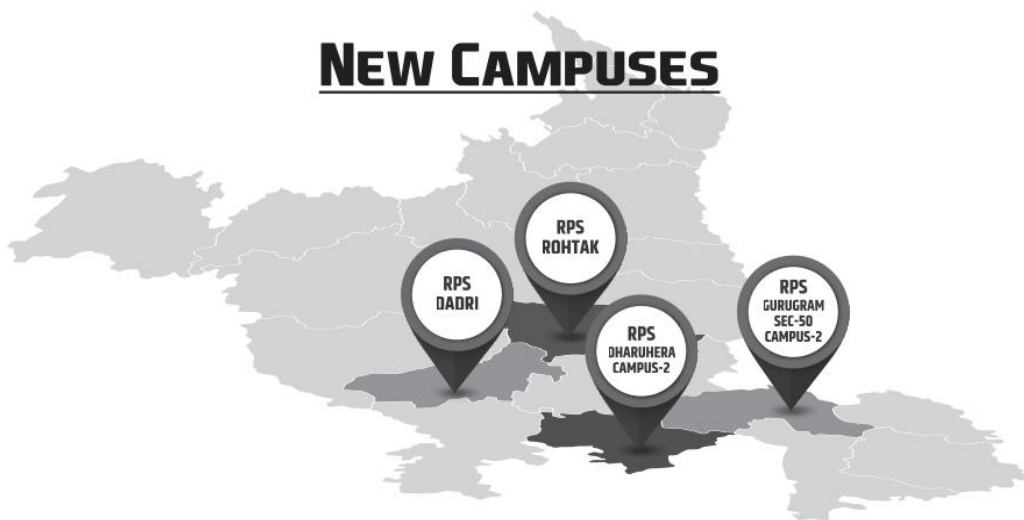 NEW CAMPUSES
RPS
ROHTAK
RPS
DADRI
RPS
GURUGRAM
SEC-50
CAMPUS-2
RPS
DHARUHERA
CAMPUS-2